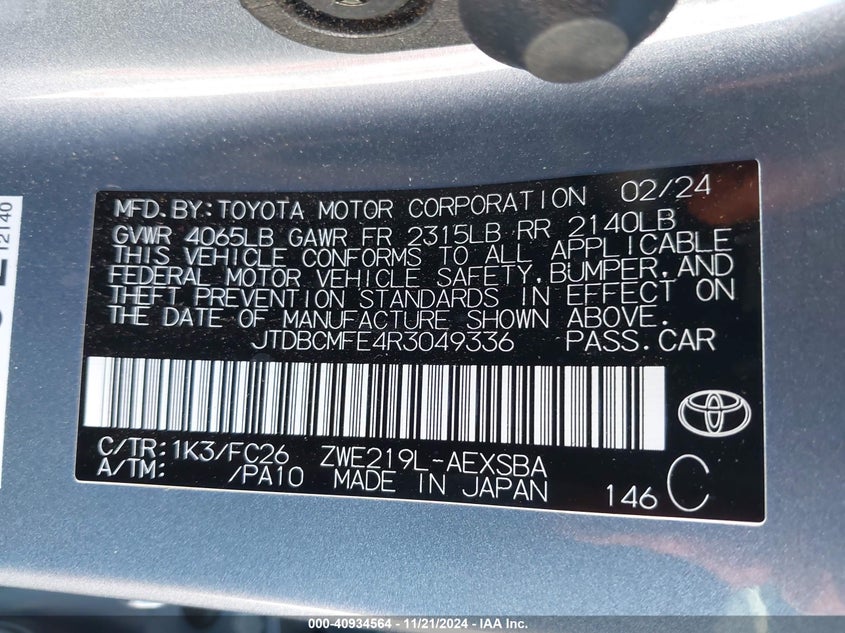 MFD.BY:TOYOTA MOTOR CORPORATION 02/24
GVWR 4065LB GAWR FR 2315LB RR 2140LB
THIS VEHICLE CONFORMS TO ALL APPLICABLE
FEDERAL MOTOR VEHICLE SAFETY,BUMPER,AND
THEFT PREVENTION STANDARDS IN EFFECT ON
THE DATE OF MANUFACTURE SHOWN ABOVE.
JTDBCMFE4R3049336 PASS.CAR
C/TR:1K3/FC26 ZWE219L-AEXSBA
A/TM: /PA10 MADE IN JAPAN
146 C
12140
000-40934564 - 11/21/2024 - IAA Inc.